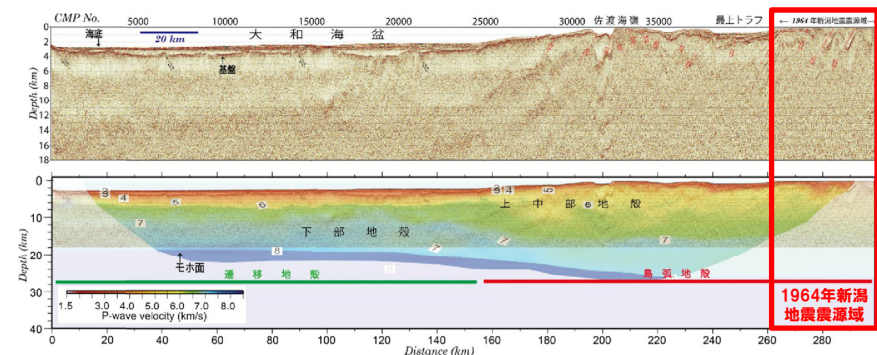 CMP No. 5000 10000 15000 20000 25000 30000 佐渡海嶺 35000 最上トラフ ← 1964年新潟地震震源域 →
20 km
大和海盆
海底
基盤
Depth(km)
0
2
4
6
8
10
12
14
16
18
上中部地殻
下部地殻
モホ面
遷移地殻
島弧地殻
3 4 5 6 7 8
Depth(km)
0
10
20
30
40
1.5 3.0 4.0 5.0 6.0 7.0 8.0
P-wave velocity (km/s)
0 20 40 60 80 100 120 140 160 180 200 220 240 260 280
Distance (km)
1964年新潟
地震震源域